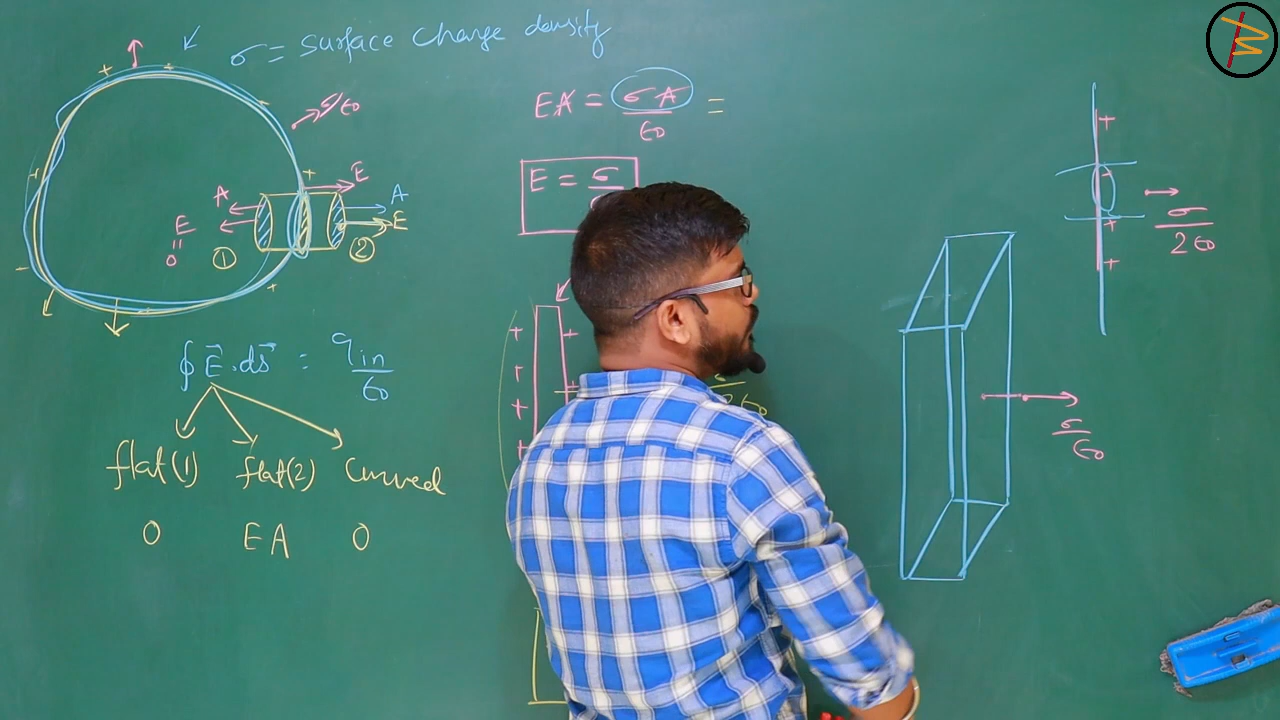 σ = surface charge density
EA = σA/ε0 =
σ/ε0
E = σ
A
E
A
E
E
0
①
②
σ/2ε0
∮ E⃗.ds⃗ = qin/ε0
σ/ε0
flat(1) flat(2) Curved
0 EA 0